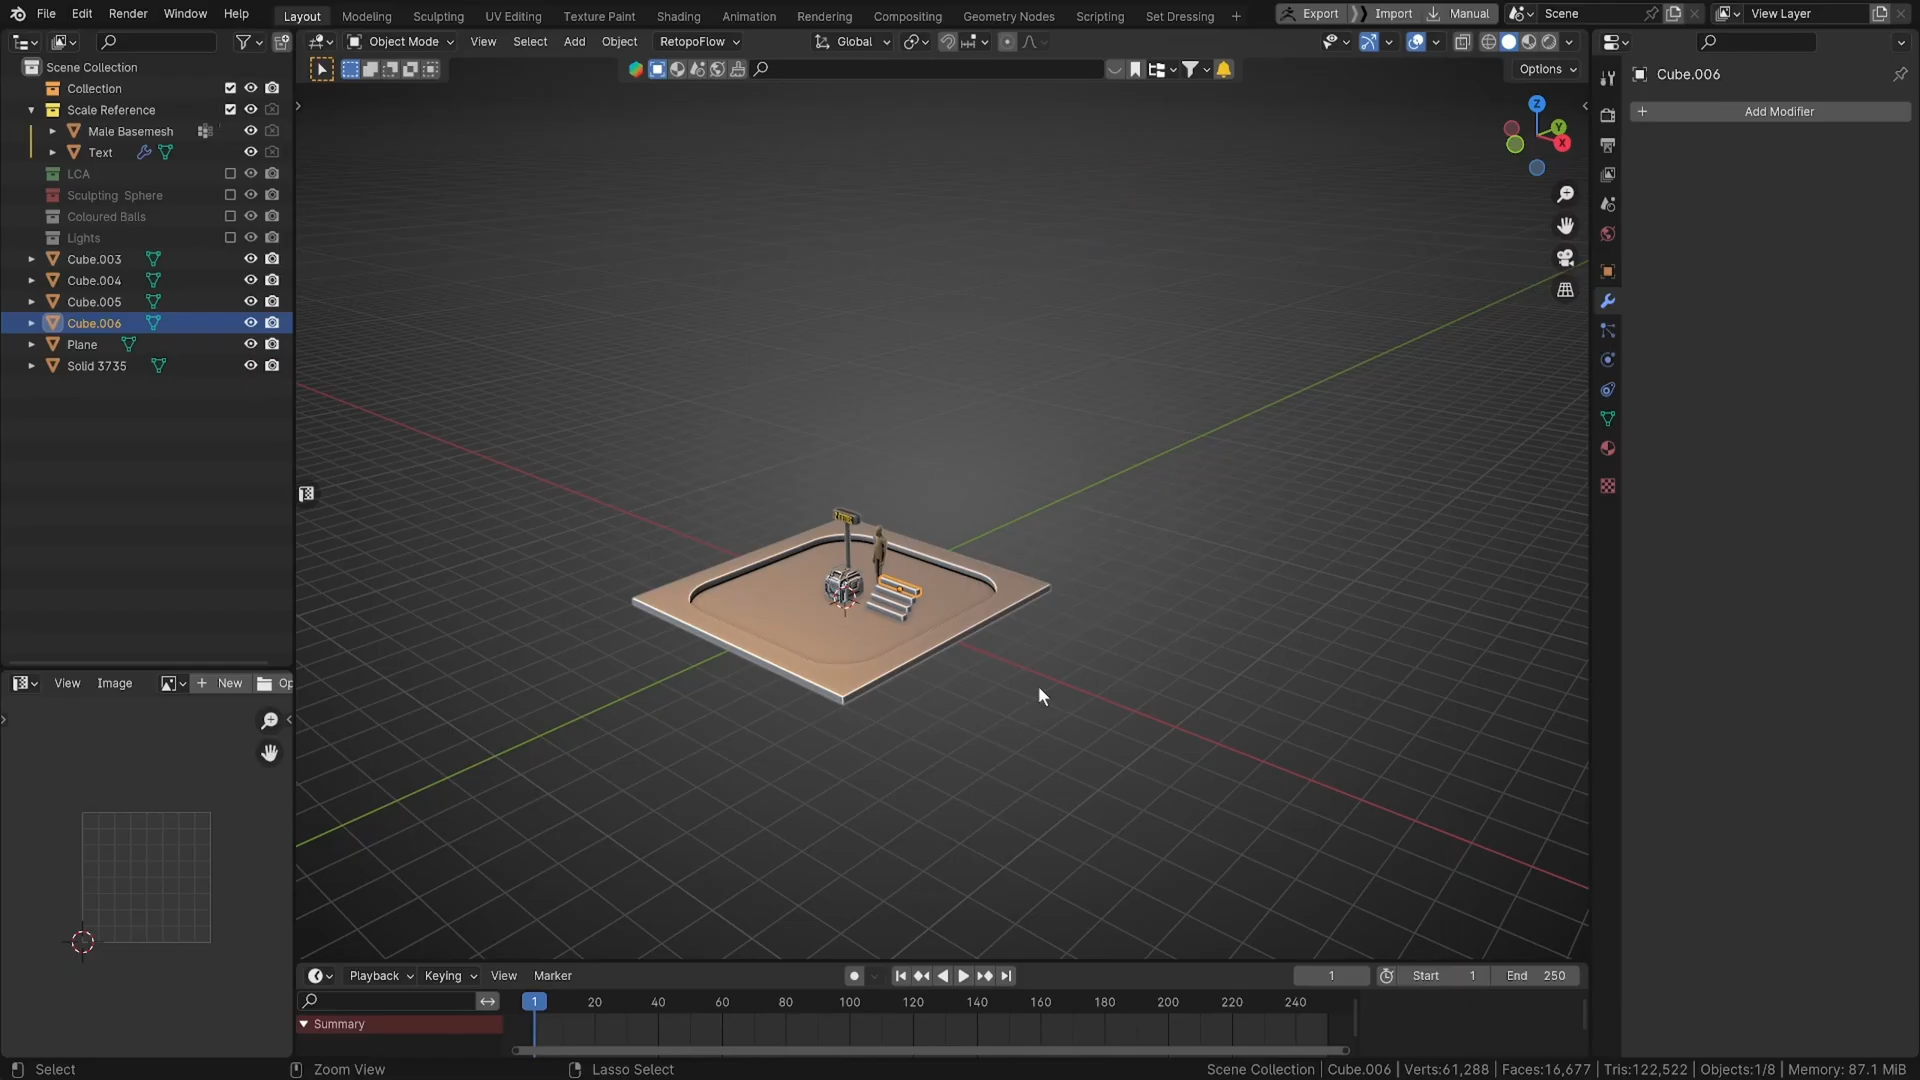 File Edit Render Window Help Layout Modeling Sculpting UV Editing Texture Paint Shading Animation Rendering Compositing Geometry Nodes Scripting Set Dressing + Export Import Manual Scene View Layer
Object Mode View Select Add Object RetopoFlow Global
Options
Scene Collection
Collection
Scale Reference
Male Basemesh
Text
LCA
Sculpting Sphere
Coloured Balls
Lights
Cube.003
Cube.004
Cube.005
Cube.006
Plane
Solid 3735
Cube.006
+ Add Modifier
Z
Y
X
View Image + New Op
Playback Keying View Marker
1 Start 1 End 250
1 20 40 60 80 100 120 140 160 180 200 220 240
Summary
Select Zoom View Lasso Select Scene Collection | Cube.006 | Verts:61,288 | Faces:16,677 | Tris:122,522 | Objects:1/8 | Memory: 87.1 MiB